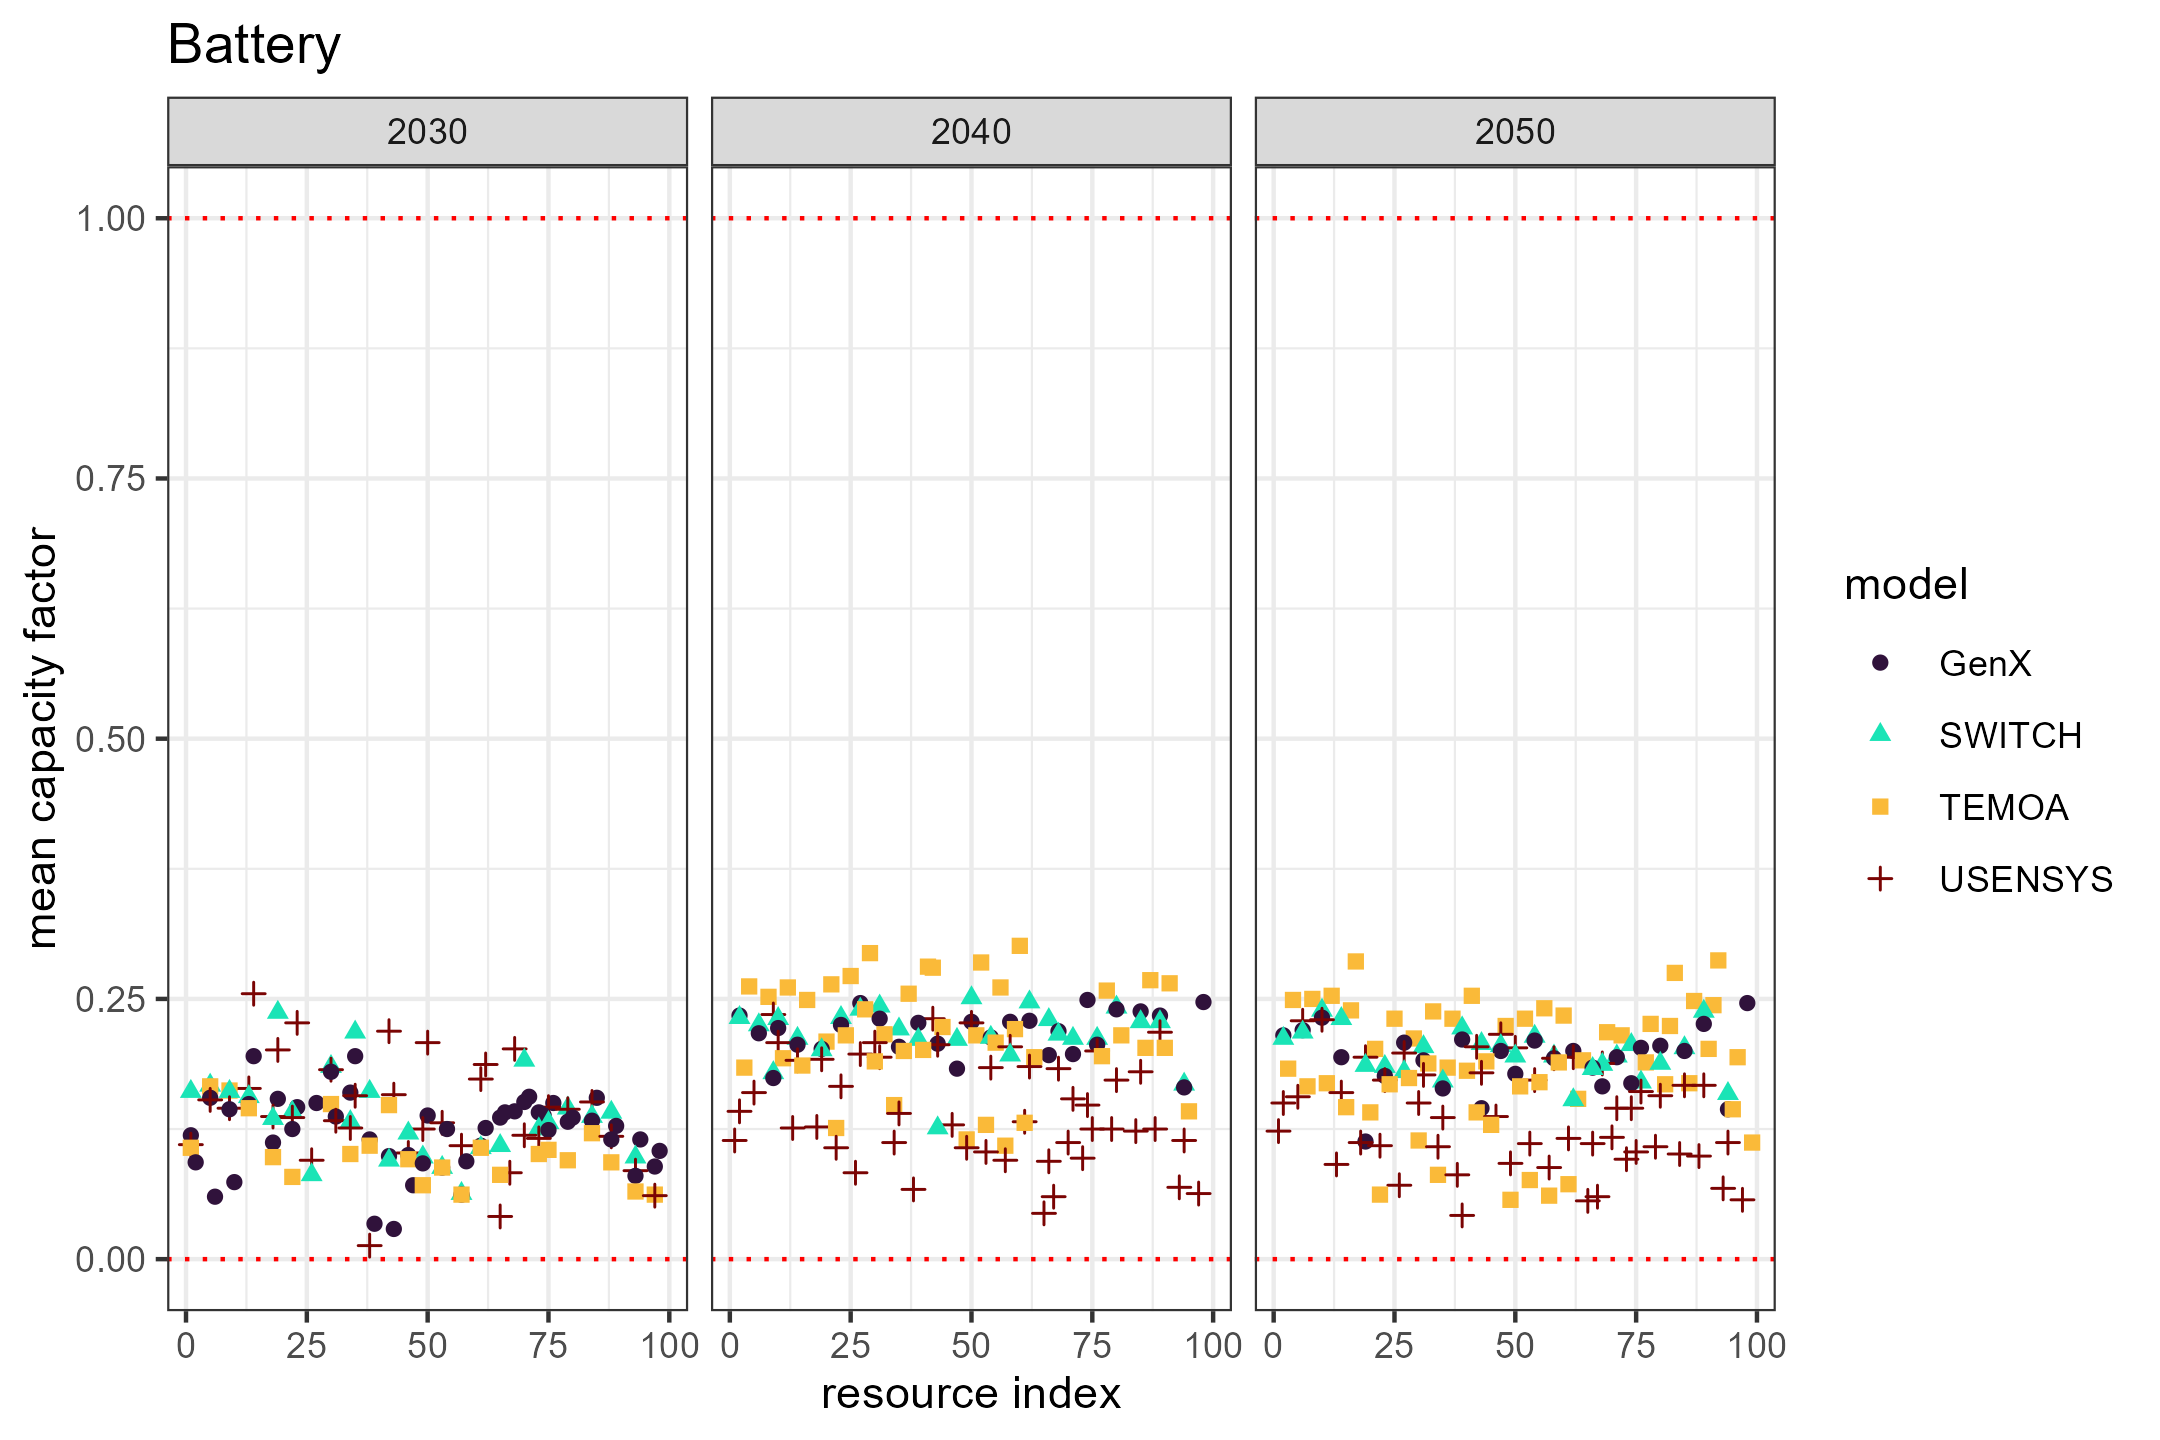 Battery
2030 2040 2050
1.00
0.75
0.50
0.25
0.00
mean capacity factor
0 25 50 75 100 0 25 50 75 100 0 25 50 75 100
resource index
model
GenX
SWITCH
TEMOA
USENSYS